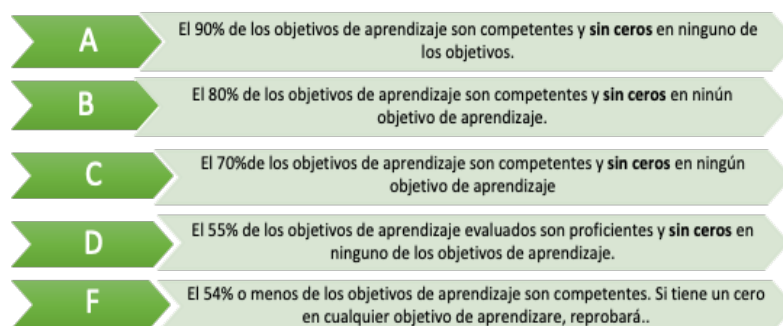 A
El 90% de los objetivos de aprendizaje son competentes y sin ceros en ninguno de
los objetivos.
B
El 80% de los objetivos de aprendizaje son competentes y sin ceros en ninún
objetivo de aprendizaje.
C
El 70%de los objetivos de aprendizaje son competentes y sin ceros en ningún
objetivo de aprendizaje
D
El 55% de los objetivos de aprendizaje evaluados son proficientes y sin ceros en
ninguno de los objetivos de aprendizaje.
F
El 54% o menos de los objetivos de aprendizaje son competentes. Si tiene un cero
en cualquier objetivo de aprendizare, reprobará..